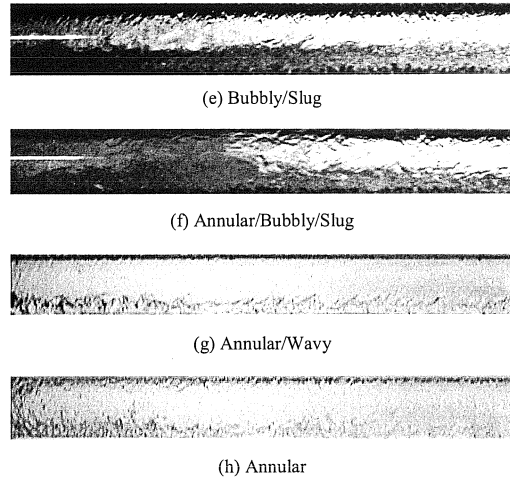 (e) Bubbly/Slug
(f) Annular/Bubbly/Slug
(g) Annular/Wavy
(h) Annular